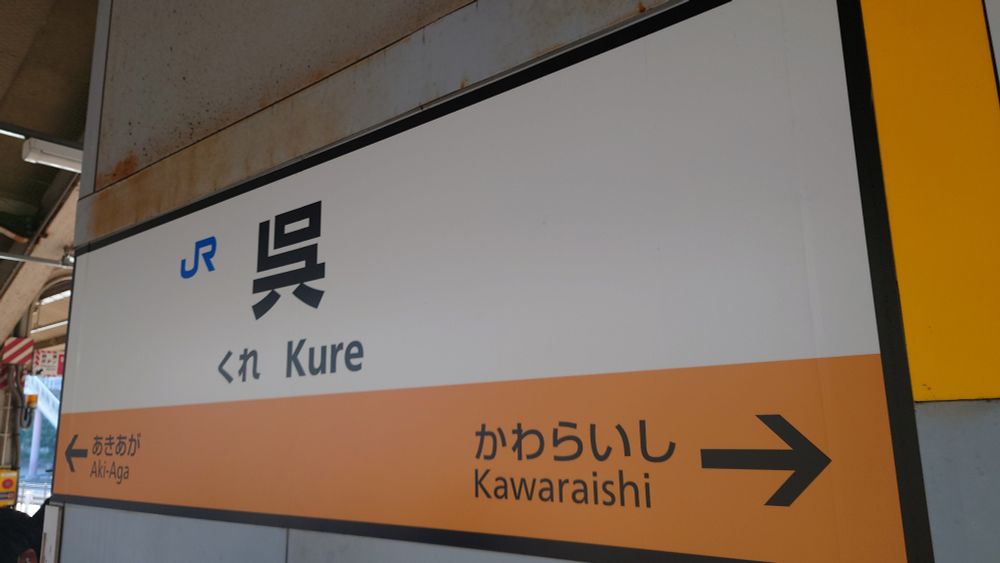 JR 呉
くれ Kure
あきあが
Aki-Aga
かわらいし
Kawaraishi